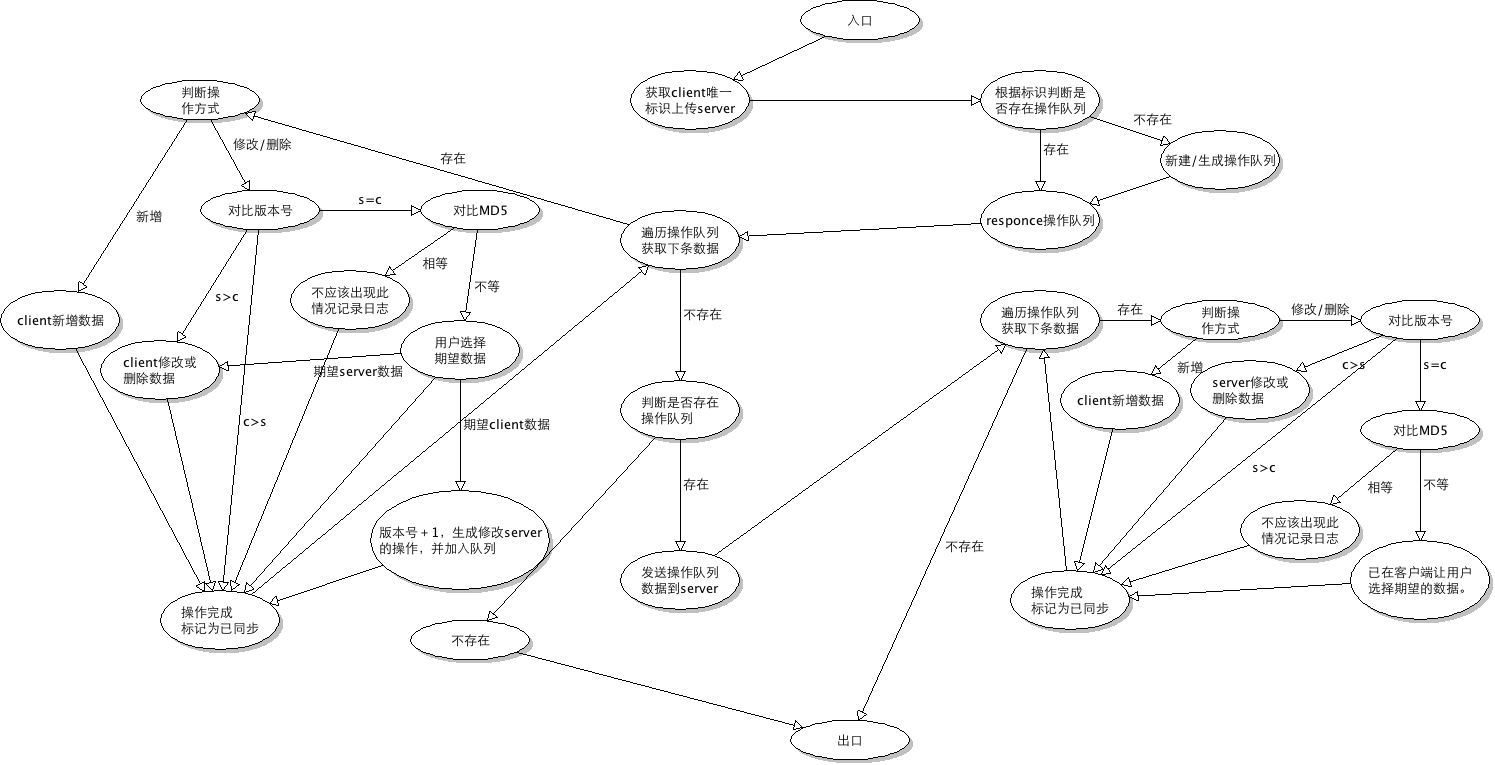 入口
获取client唯一
标识上传server
根据标识判断是
否存在操作队列
不存在
存在
新建/生成操作队列
responce操作队列
判断操
作方式
修改/删除
存在
新增
对比版本号
s=c
对比MD5
遍历操作队列
获取下条数据
相等
不等
s>c
不应该出现此
情况记录日志
client新增数据
client修改或
删除数据
用户选择
期望数据
期望server数据
c>s
期望client数据
不存在
判断是否存在
操作队列
存在
版本号+1，生成修改server
的操作，并加入队列
发送操作队列
数据到server
操作完成
标记为已同步
不存在
遍历操作队列
获取下条数据
存在
判断操
作方式
修改/删除
对比版本号
新增
c>s
s=c
client新增数据
server修改或
删除数据
对比MD5
s>c
相等
不等
不应该出现此
情况记录日志
不存在
操作完成
标记为已同步
已在客户端让用户
选择期望的数据。
出口